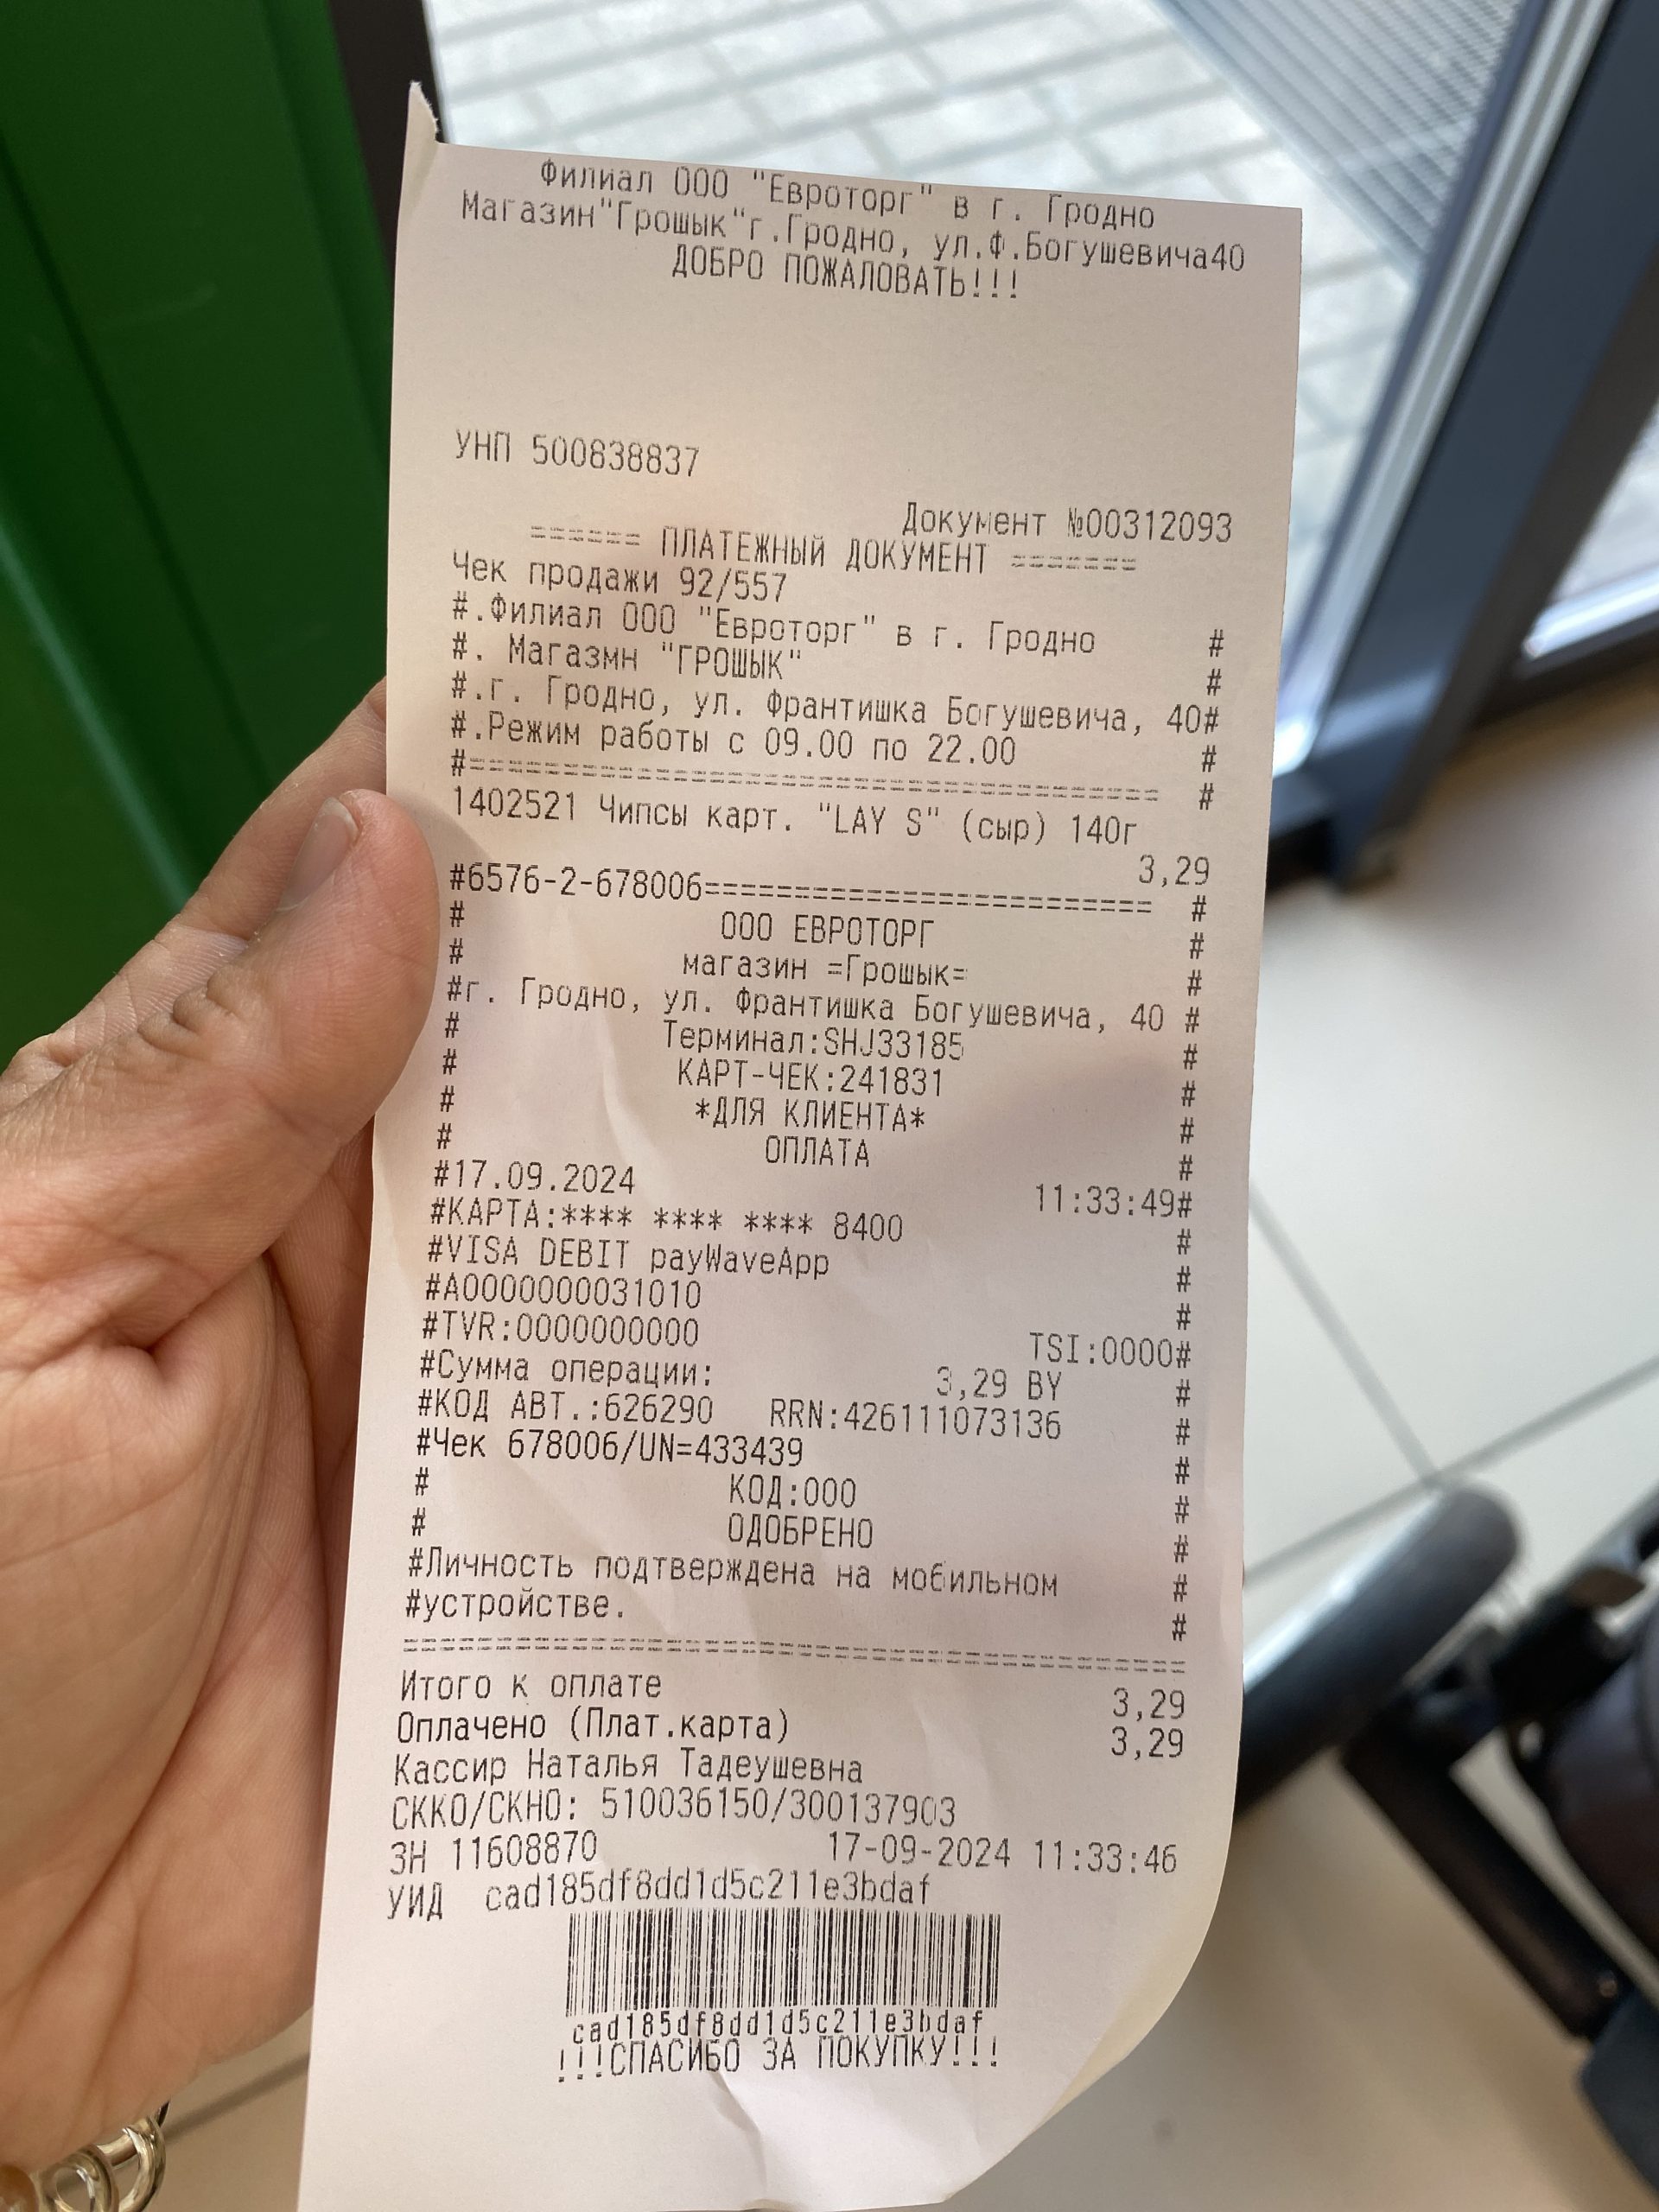 Филиал ООО "Евроторг" в г. Гродно
Магазин"Грошык"г.Гродно, ул.Ф.Богушевича40
ДОБРО ПОЖАЛОВАТЬ!!!
УНП 500838837
Документ №00312093
====== ПЛАТЕЖНЫЙ ДОКУМЕНТ =======
Чек продажи 92/557
#.Филиал ООО "Евроторг" в г. Гродно #
#. Магазмн "ГРОШЫК" #
#.г. Гродно, ул. Франтишка Богушевича, 40#
#.Режим работы с 09.00 по 22.00 #
#===================================== #
1402521 Чипсы карт. "LAY S" (сыр) 140г
3,29
#6576-2-678006======================== #
# ООО ЕВРОТОРГ #
# магазин =Грошык= #
#г. Гродно, ул. Франтишка Богушевича, 40 #
# Терминал:SHJ33185 #
# КАРТ-ЧЕК:241831 #
# *ДЛЯ КЛИЕНТА* #
# ОПЛАТА #
#17.09.2024 11:33:49#
#КАРТА:**** **** **** 8400 #
#VISA DEBIT payWaveApp #
#A0000000031010 #
#TVR:0000000000 TSI:0000#
#Сумма операции: 3,29 BY #
#КОД АВТ.:626290 RRN:426111073136 #
#Чек 678006/UN=433439 #
# КОД:000 #
# ОДОБРЕНО #
#Личность подтверждена на мобильном #
#устройстве. #
==========================================
Итого к оплате 3,29
Оплачено (Плат.карта) 3,29
Кассир Наталья Тадеушевна
СККО/СКНО: 510036150/300137903
ЗН 11608870 17-09-2024 11:33:46
УИД cad185df8dd1d5c211e3bdaf
cad185df8dd1d5c211e3bdaf
!!!СПАСИБО ЗА ПОКУПКУ!!!